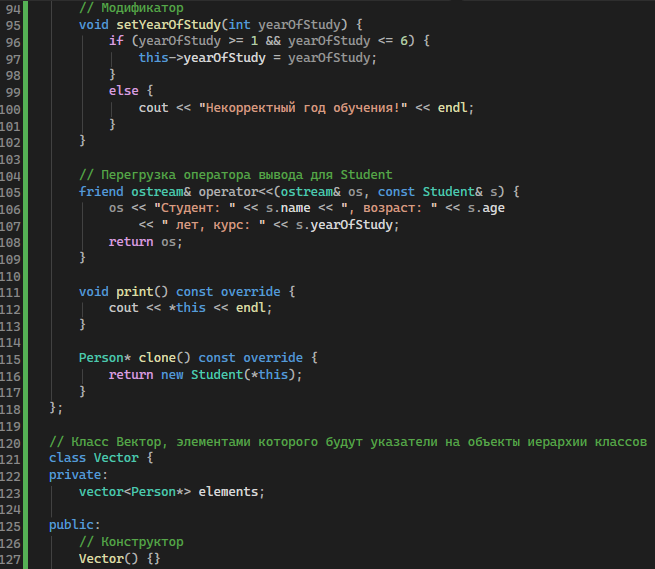 94 // Модификатор
95 void setYearOfStudy(int yearOfStudy) {
96 if (yearOfStudy >= 1 && yearOfStudy <= 6) {
97 this->yearOfStudy = yearOfStudy;
98 }
99 else {
100 cout << "Некорректный год обучения!" << endl;
101 }
102 }
103
104 // Перегрузка оператора вывода для Student
105 friend ostream& operator<<(ostream& os, const Student& s) {
106 os << "Студент: " << s.name << ", возраст: " << s.age
107 << " лет, курс: " << s.yearOfStudy;
108 return os;
109 }
110
111 void print() const override {
112 cout << *this << endl;
113 }
114
115 Person* clone() const override {
116 return new Student(*this);
117 }
118 };
119
120 // Класс Вектор, элементами которого будут указатели на объекты иерархии классов
121 class Vector {
122 private:
123 vector<Person*> elements;
124
125 public:
126 // Конструктор
127 Vector() {}